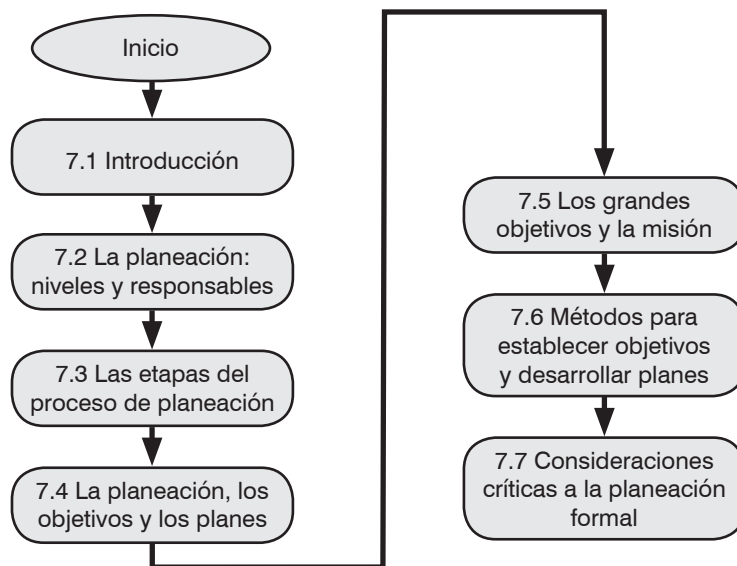 Inicio
7.1 Introducción
7.2 La planeación:
niveles y responsables
7.3 Las etapas del
proceso de planeación
7.4 La planeación, los
objetivos y los planes
7.5 Los grandes
objetivos y la misión
7.6 Métodos para
establecer objetivos
y desarrollar planes
7.7 Consideraciones
críticas a la planeación
formal